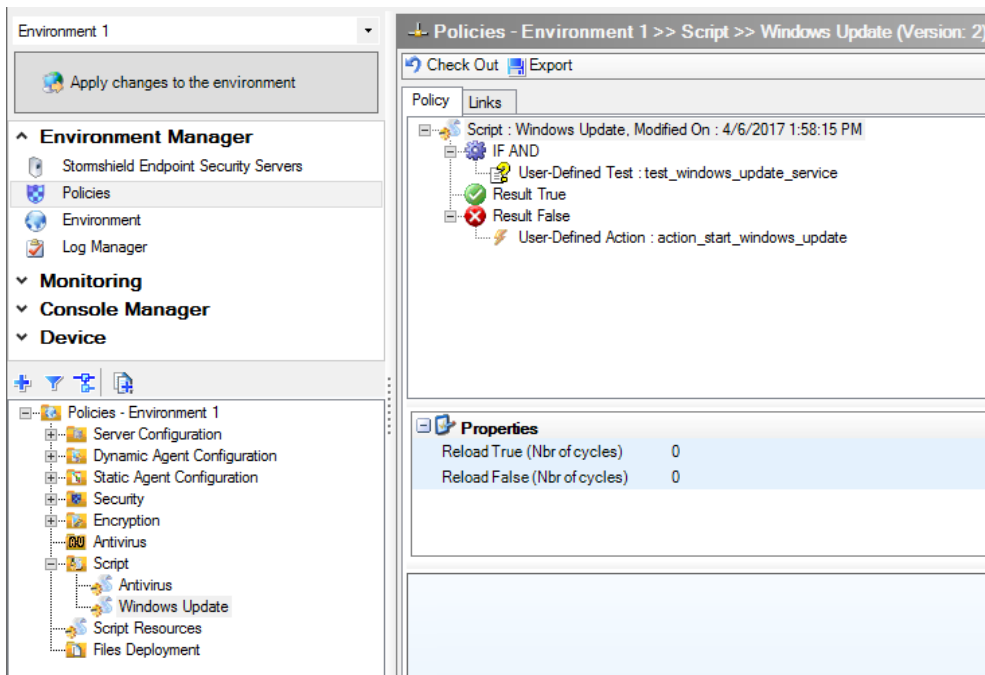 Environment 1
Apply changes to the environment
Environment Manager
Stormshield Endpoint Security Servers
Policies
Environment
Log Manager
Monitoring
Console Manager
Device
Policies - Environment 1
Server Configuration
Dynamic Agent Configuration
Static Agent Configuration
Security
Encryption
Antivirus
Script
Antivirus
Windows Update
Script Resources
Files Deployment
Policies - Environment 1 >> Script >> Windows Update (Version: 2)
Check Out Export
Policy Links
Script : Windows Update, Modified On : 4/6/2017 1:58:15 PM
IF AND
User-Defined Test : test_windows_update_service
Result True
Result False
User-Defined Action : action_start_windows_update
Properties
Reload True (Nbr of cycles) 0
Reload False (Nbr of cycles) 0